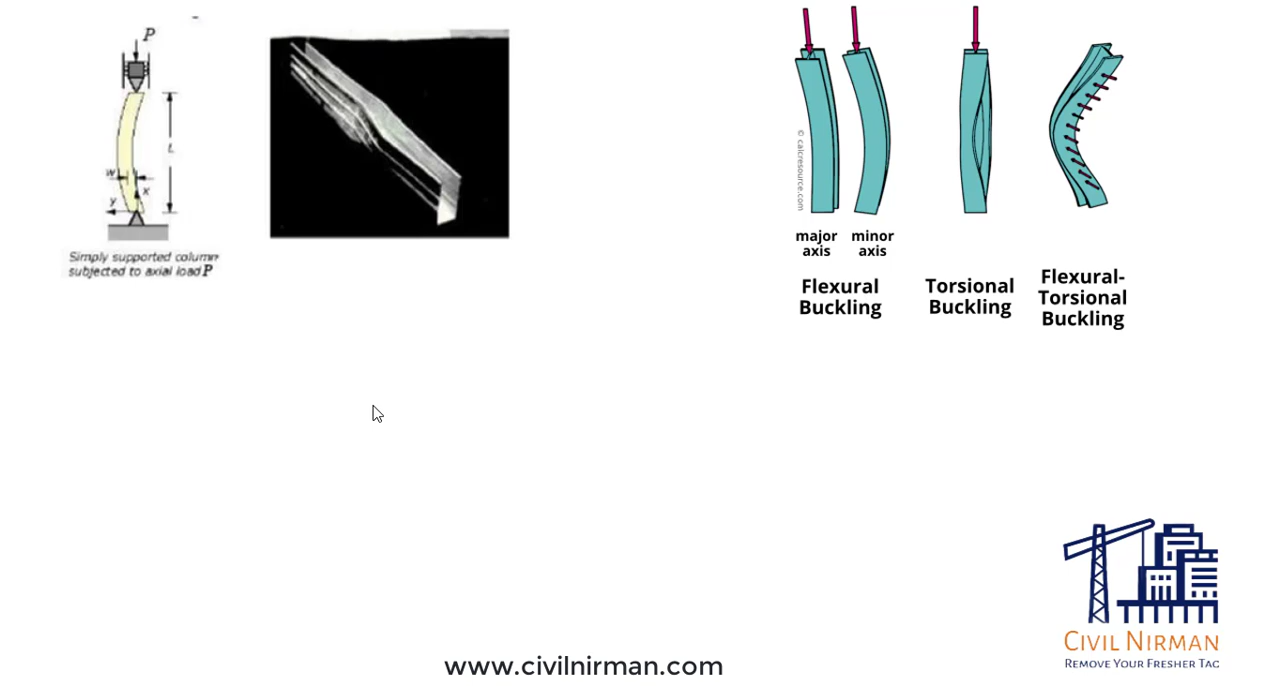 P
L
w
x
y
Simply supported column
subjected to axial load P
© calcresource.com
major
axis
minor
axis
Flexural
Buckling
Torsional
Buckling
Flexural-
Torsional
Buckling
CIVIL NIRMAN
REMOVE YOUR FRESHER TAG
www.civilnirman.com